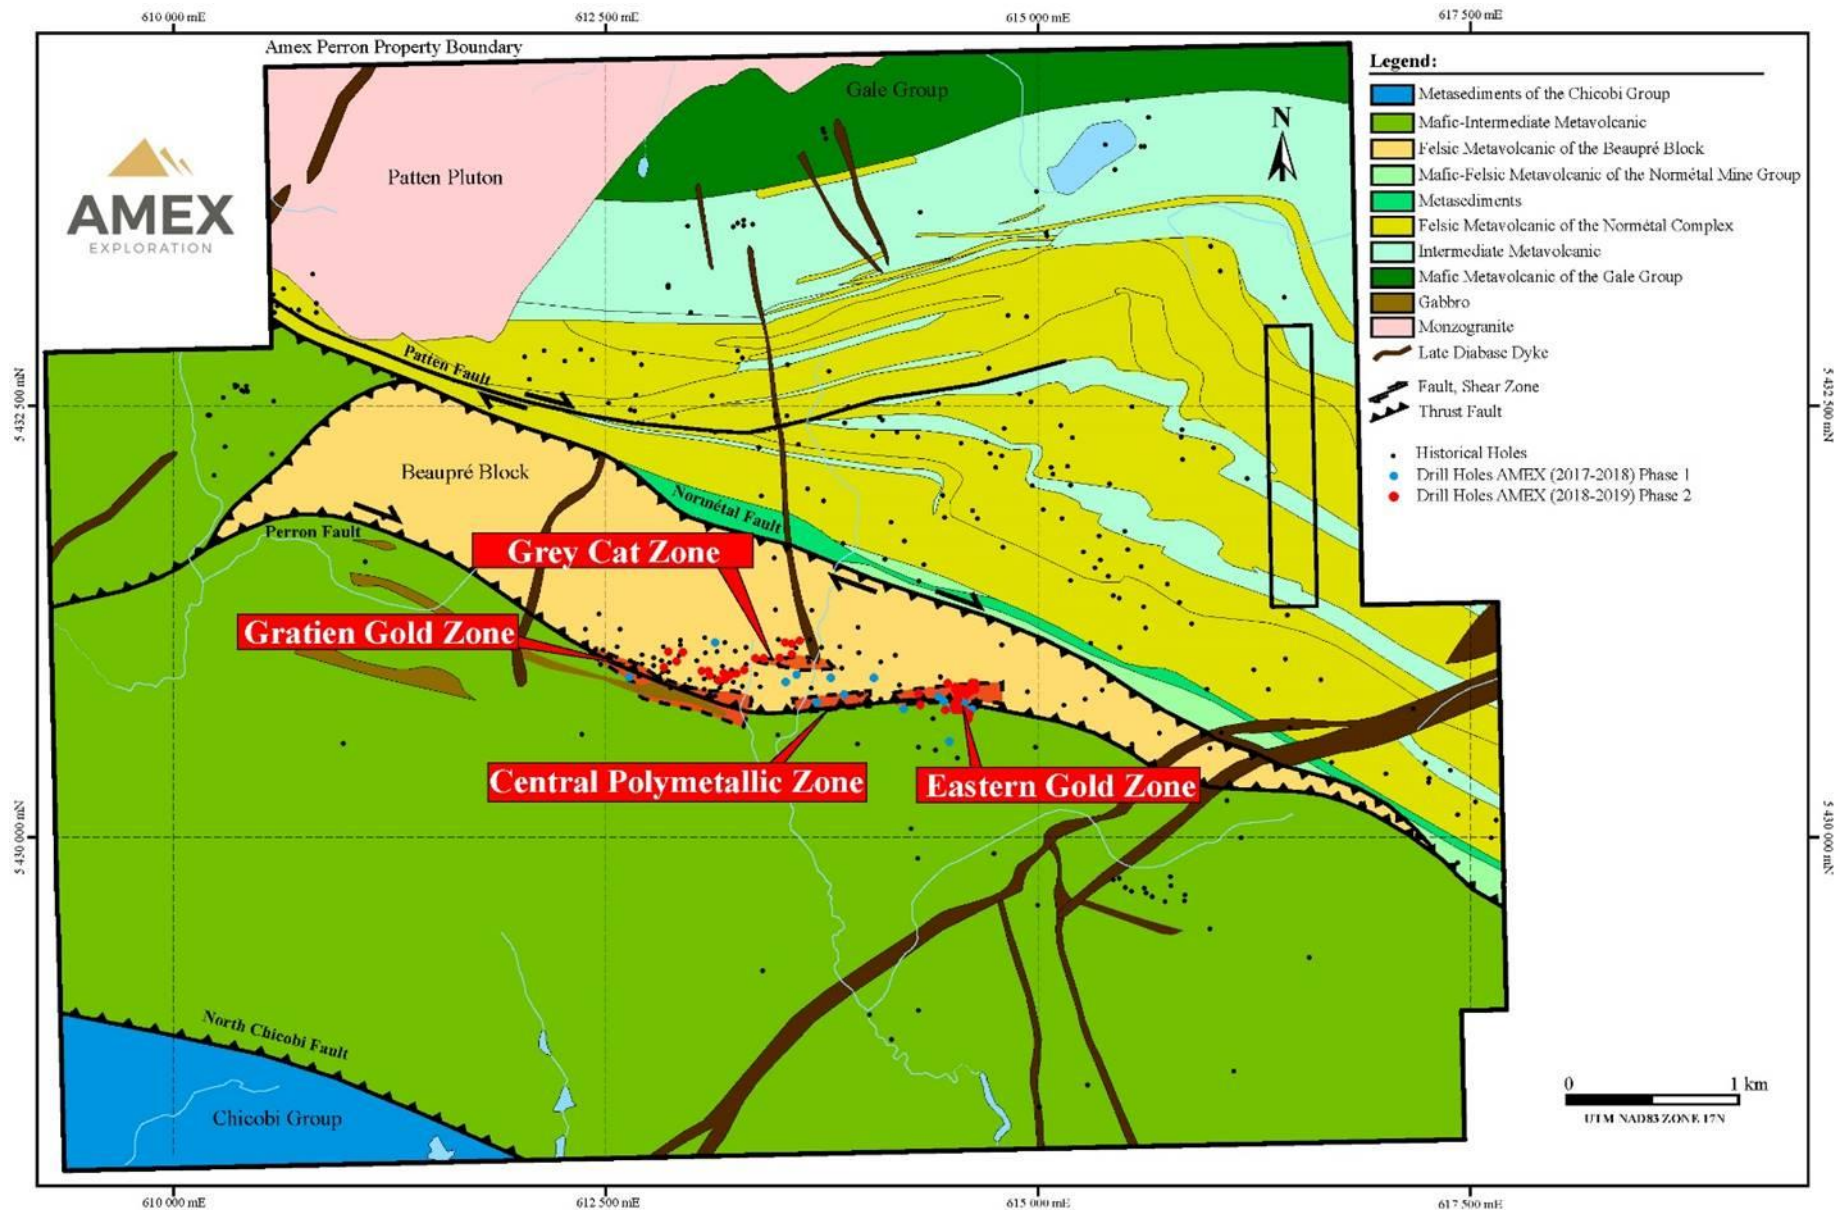 610 000 mE
612 500 mE
615 000 mE
617 500 mE
Amex Perron Property Boundary
AMEX
EXPLORATION
Patten Pluton
Gale Group
N
Legend:
Metasediments of the Chicobi Group
Mafic-Intermediate Metavolcanic
Felsic Metavolcanic of the Beaupré Block
Mafic-Felsic Metavolcanic of the Normétal Mine Group
Metasediments
Felsic Metavolcanic of the Normétal Complex
Intermediate Metavolcanic
Mafic Metavolcanic of the Gale Group
Gabbro
Monzogranite
Late Diabase Dyke
Fault, Shear Zone
Thrust Fault
Historical Holes
Drill Holes AMEX (2017-2018) Phase 1
Drill Holes AMEX (2018-2019) Phase 2
5 432 500 mN
5 432 500 mN
Patten Fault
Beaupré Block
Normétal Fault
Perron Fault
Grey Cat Zone
Gratien Gold Zone
Central Polymetallic Zone
Eastern Gold Zone
5 430 000 mN
5 430 000 mN
North Chicobi Fault
Chicobi Group
0 1 km
UTM NAD83 ZONE 17N
610 000 mE
612 500 mE
615 000 mE
617 500 mE